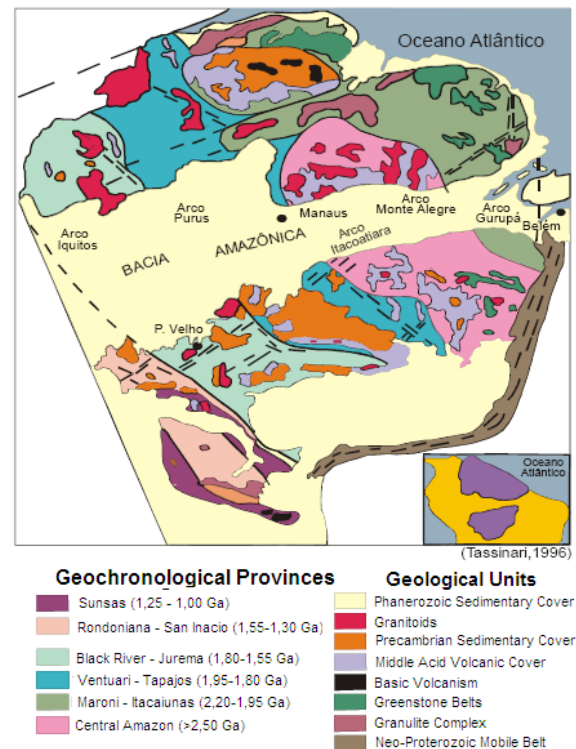 Oceano Atlântico
Arco
Iquitos
Arco
Purus
Manaus
Arco
Monte Alegre
Arco
Gurupá
Belém
BACIA AMAZÔNICA
Arco
Itacoatiara
P. Velho
Oceano
Atlântico
(Tassinari,1996)
Geochronological Provinces
Sunsas (1,25 - 1,00 Ga)
Rondoniana - San Inacio (1,55-1,30 Ga)
Black River - Jurema (1,80-1,55 Ga)
Ventuari - Tapajos (1,95-1,80 Ga)
Maroni - Itacaiunas (2,20-1,95 Ga)
Central Amazon (>2,50 Ga)
Geological Units
Phanerozoic Sedimentary Cover
Granitoids
Precambrian Sedimentary Cover
Middle Acid Volcanic Cover
Basic Volcanism
Greenstone Belts
Granulite Complex
Neo-Proterozoic Mobile Belt